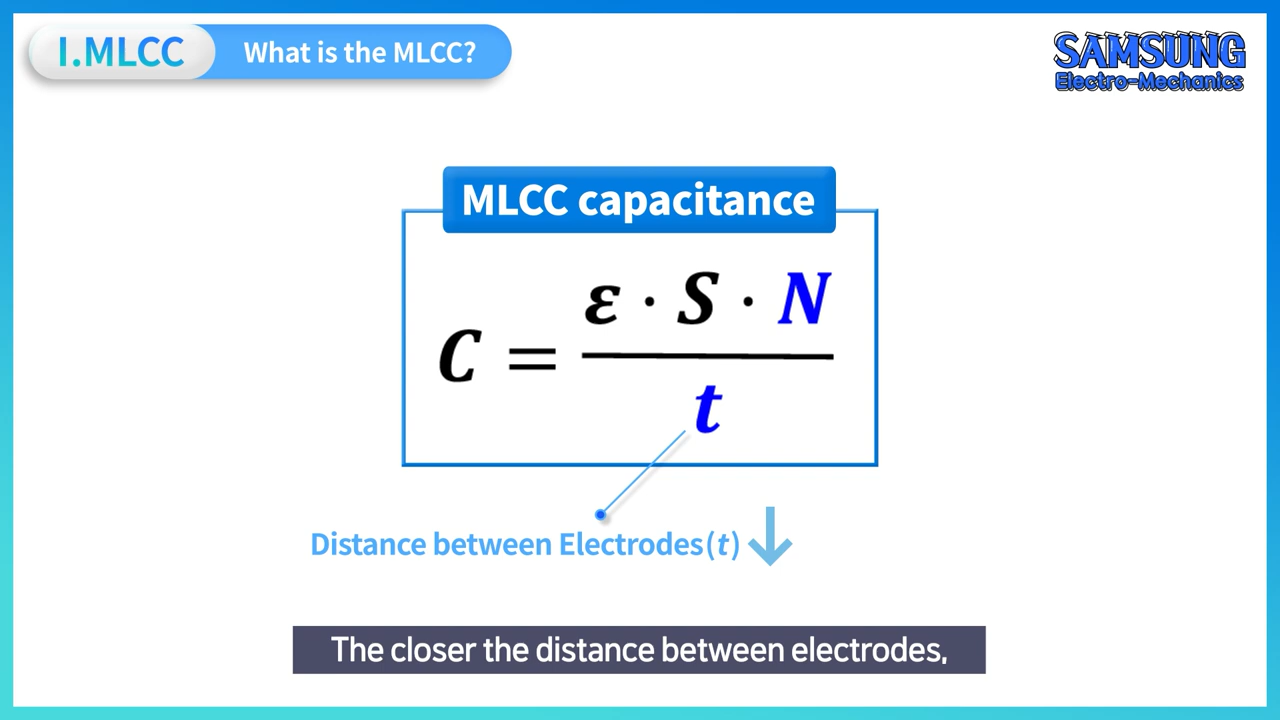 I.MLCC
What is the MLCC?
SAMSUNG
Electro-Mechanics
MLCC capacitance
C = ε · S · N / t
Distance between Electrodes(t) ↓
The closer the distance between electrodes,